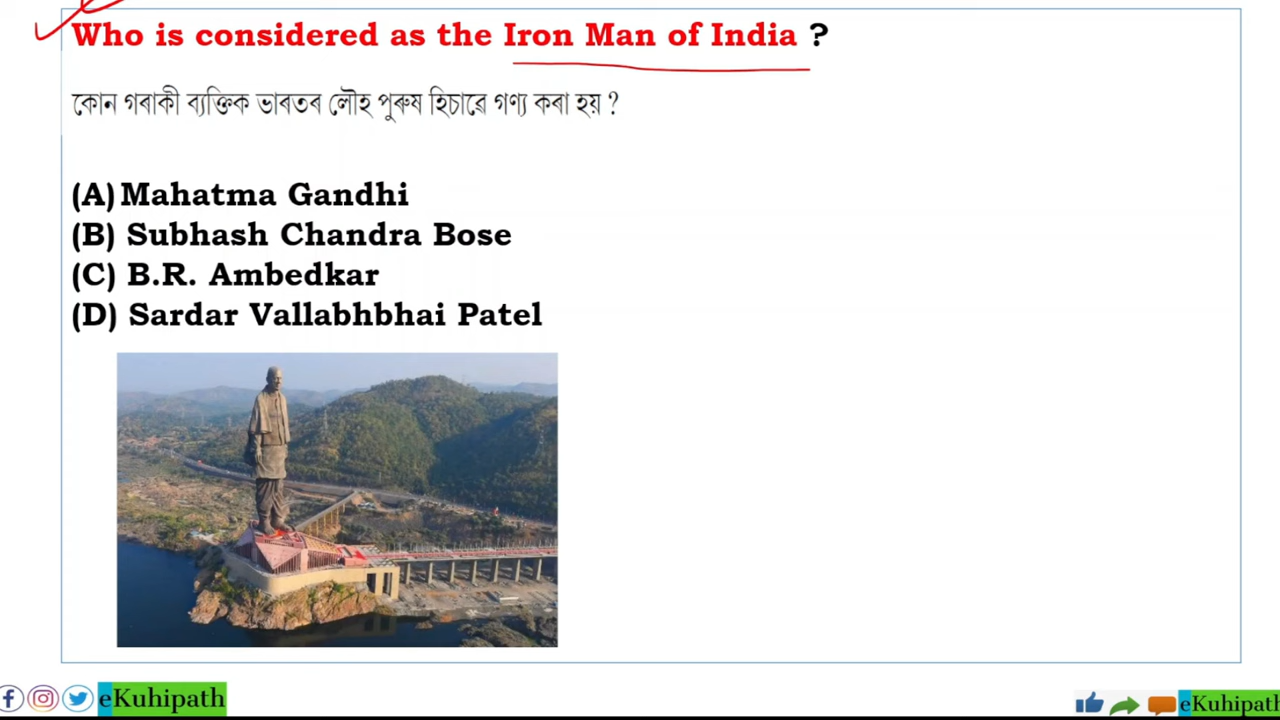 Who is considered as the Iron Man of India ?
কোন গৰাকী ব্যক্তিক ভাৰতৰ লৌহ পুৰুষ হিচাৱে গণ্য কৰা হয় ?
(A) Mahatma Gandhi
(B) Subhash Chandra Bose
(C) B.R. Ambedkar
(D) Sardar Vallabhbhai Patel
eKuhipath
eKuhipath